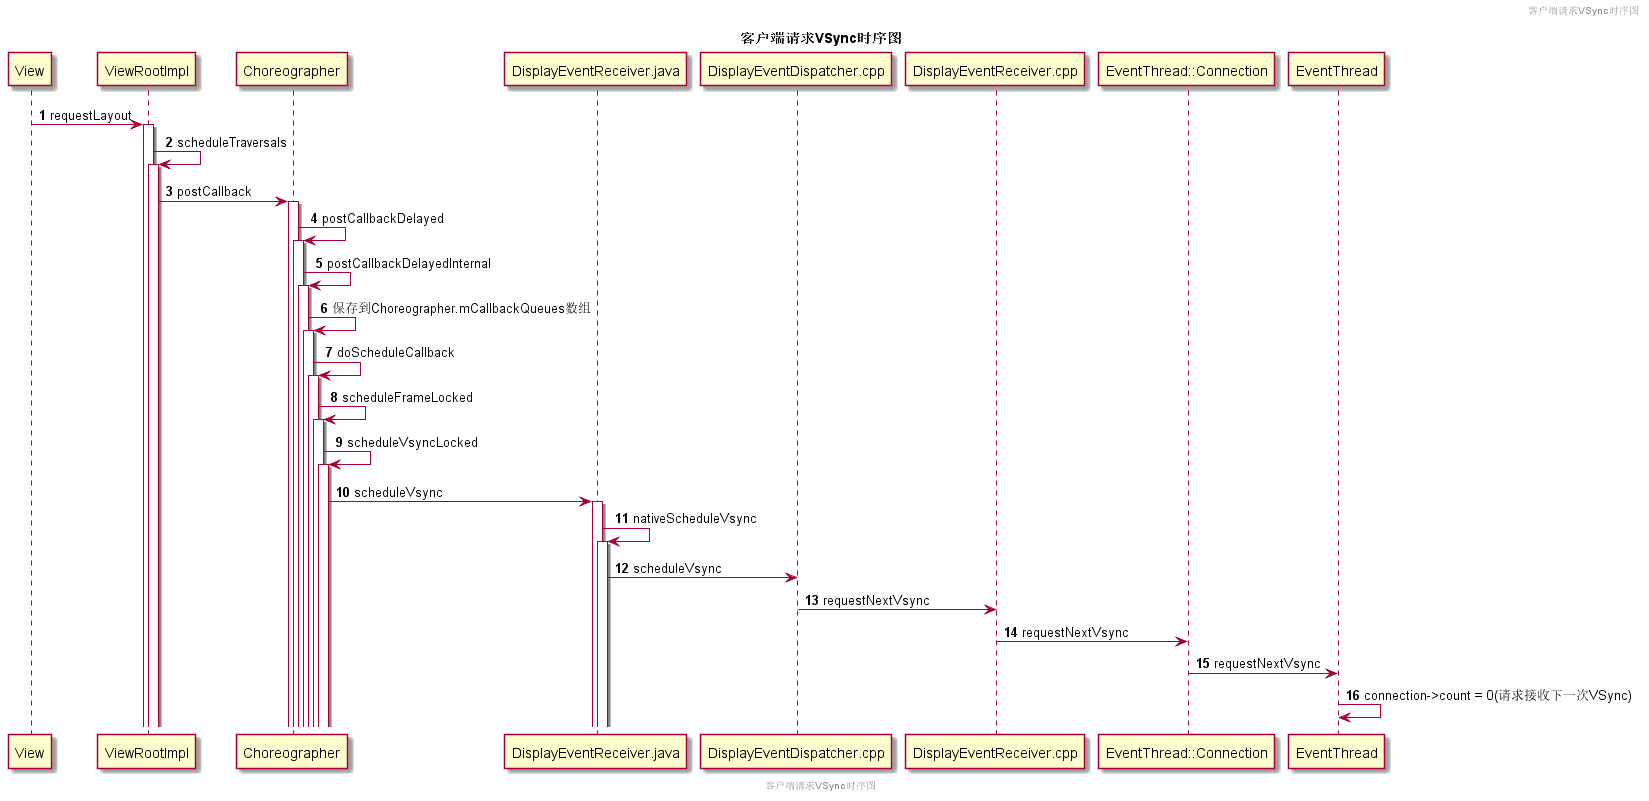 客户端请求VSync时序图
客户端请求VSync时序图
View ViewRootImpl Choreographer DisplayEventReceiver.java DisplayEventDispatcher.cpp DisplayEventReceiver.cpp EventThread::Connection EventThread
1 requestLayout
2 scheduleTraversals
3 postCallback
4 postCallbackDelayed
5 postCallbackDelayedInternal
6 保存到Choreographer.mCallbackQueues数组
7 doScheduleCallback
8 scheduleFrameLocked
9 scheduleVsyncLocked
10 scheduleVsync
11 nativeScheduleVsync
12 scheduleVsync
13 requestNextVsync
14 requestNextVsync
15 requestNextVsync
16 connection->count = 0(请求接收下一次VSync)
View ViewRootImpl Choreographer DisplayEventReceiver.java DisplayEventDispatcher.cpp DisplayEventReceiver.cpp EventThread::Connection EventThread
客户端请求VSync时序图